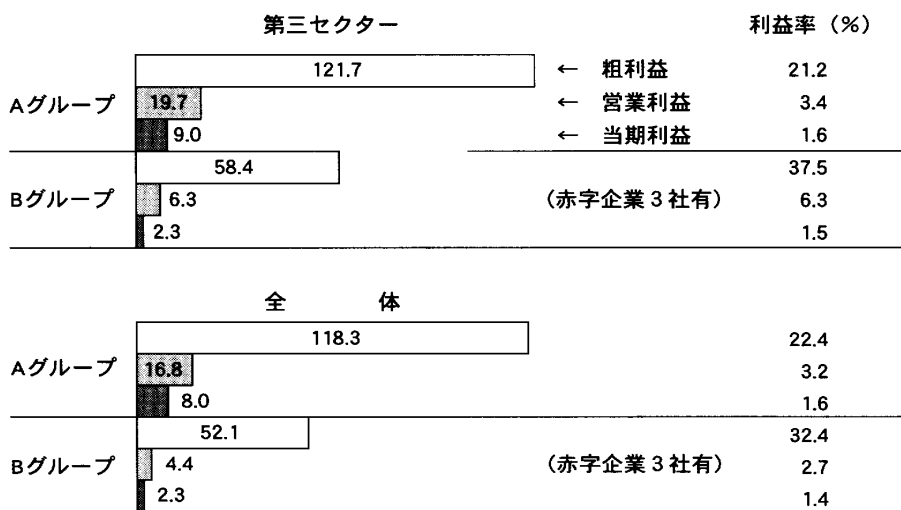 第三セクター 利益率（%）
121.7 ← 粗利益 21.2
Aグループ 19.7 ← 営業利益 3.4
9.0 ← 当期利益 1.6
58.4 37.5
Bグループ 6.3 （赤字企業3社有） 6.3
2.3 1.5
全体
118.3 22.4
Aグループ 16.8 3.2
8.0 1.6
52.1 32.4
Bグループ 4.4 （赤字企業3社有） 2.7
2.3 1.4